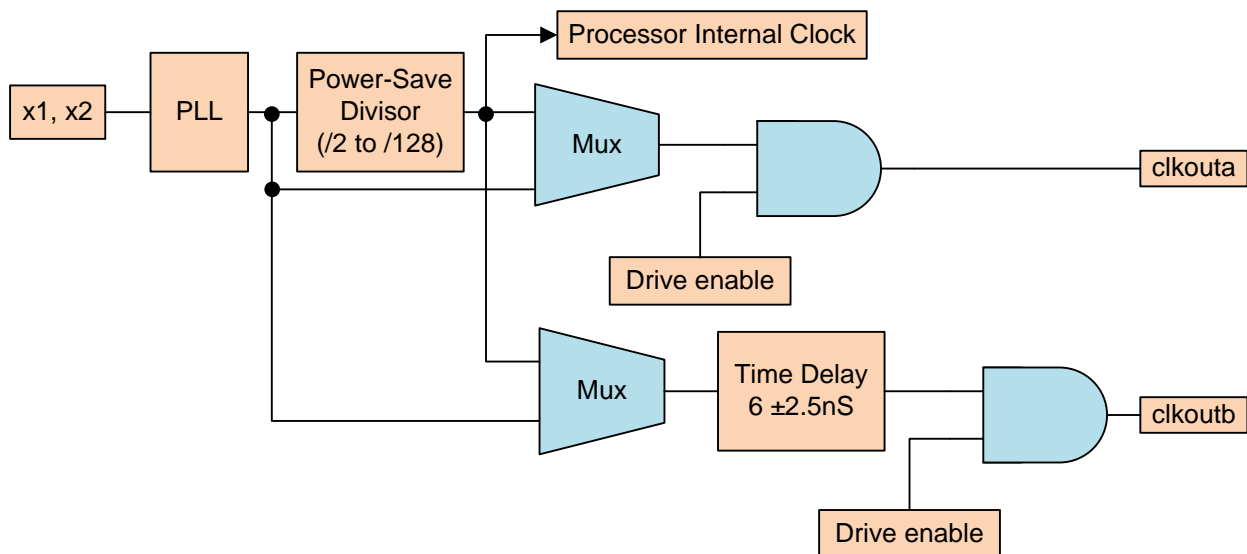 Processor Internal Clock
x1, x2
PLL
Power-Save
Divisor
(/2 to /128)
Mux
clkouta
Drive enable
Mux
Time Delay
6 ±2.5nS
clkoutb
Drive enable